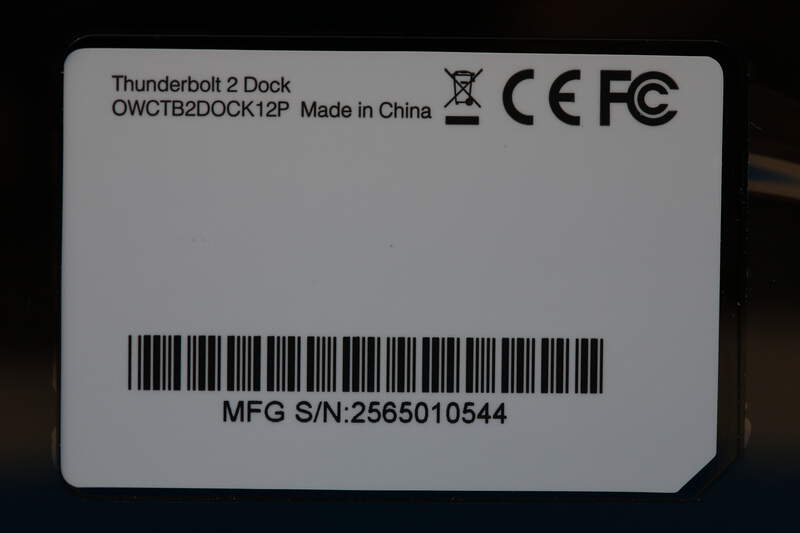 Thunderbolt 2 Dock
OWCTB2DOCK12P Made in China
CE FC
MFG S/N:2565010544